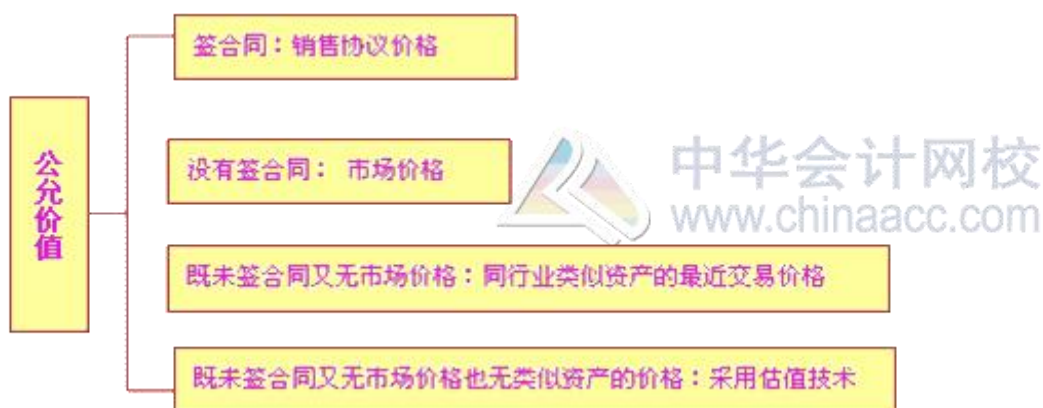 公允价值
签合同：销售协议价格
没有签合同： 市场价格
既未签合同又无市场价格：同行业类似资产的最近交易价格
既未签合同又无市场价格也无类似资产的价格：采用估值技术
中华会计网校
www.chinaacc.com